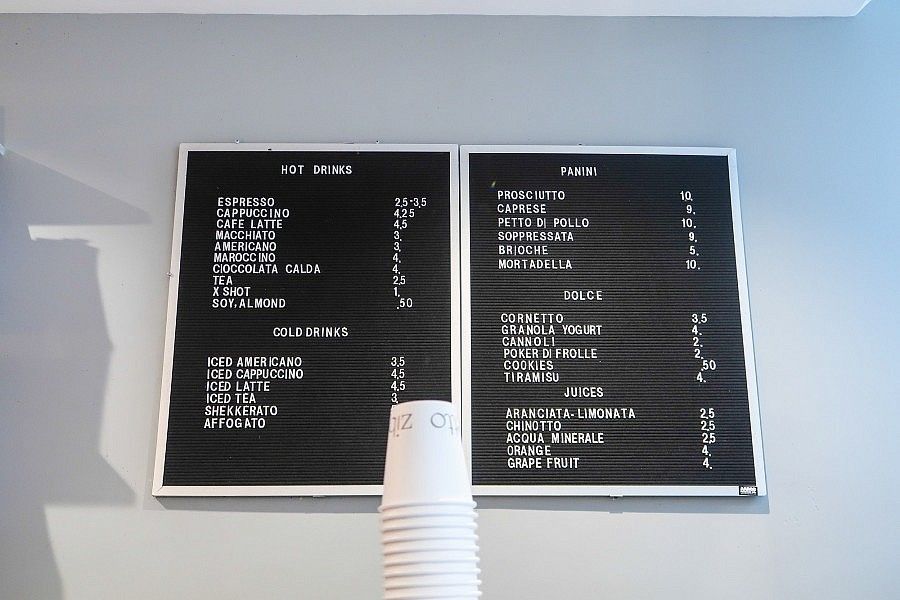 HOT DRINKS
ESPRESSO 2,5-3,5
CAPPUCCINO 4,25
CAFE LATTE 4,5
MACCHIATO 3,
AMERICANO 3,
MAROCCINO 4,
CIOCCOLATA CALDA 4,
TEA 2,5
X SHOT 1,
SOY, ALMOND ,50
COLD DRINKS
ICED AMERICANO 3,5
ICED CAPPUCCINO 4,5
ICED LATTE 4,5
ICED TEA 3,
SHEKKERATO
AFFOGATO
PANINI
PROSCIUTTO 10,
CAPRESE 9,
PETTO DI POLLO 10,
SOPPRESSATA 9,
BRIOCHE 5,
MORTADELLA 10,
DOLCE
CORNETTO 3,5
GRANOLA YOGURT 4,
CANNOLI 2,
POKER DI FROLLE 2,
COOKIES ,50
TIRAMISU 4,
JUICES
ARANCIATA-LIMONATA 2,5
CHINOTTO 2,5
ACQUA MINERALE 2,5
ORANGE 4,
GRAPE FRUIT 4,